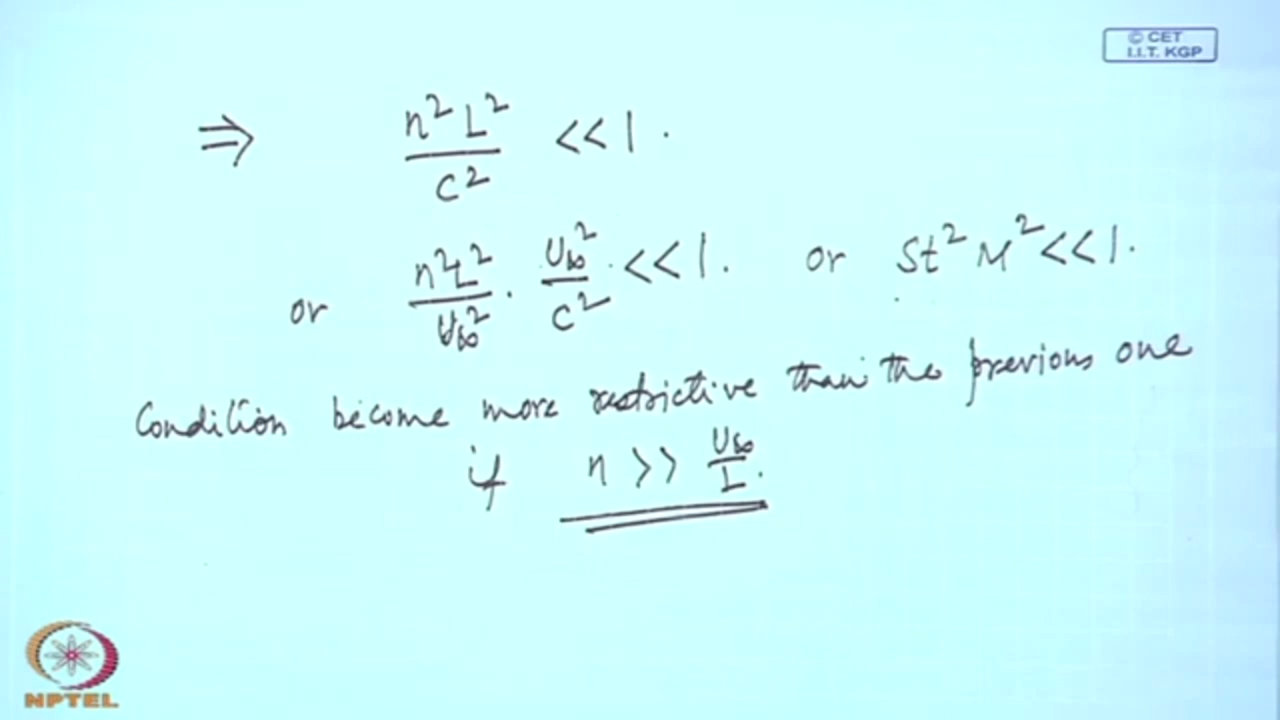 © CET
I.I.T. KGP
⇒ n²L²/C² << 1.
or n²L²/U∞² · U∞²/C² << 1. or St² M² << 1.
Condition become more restrictive than the previous one
if n >> U∞/L.
NPTEL